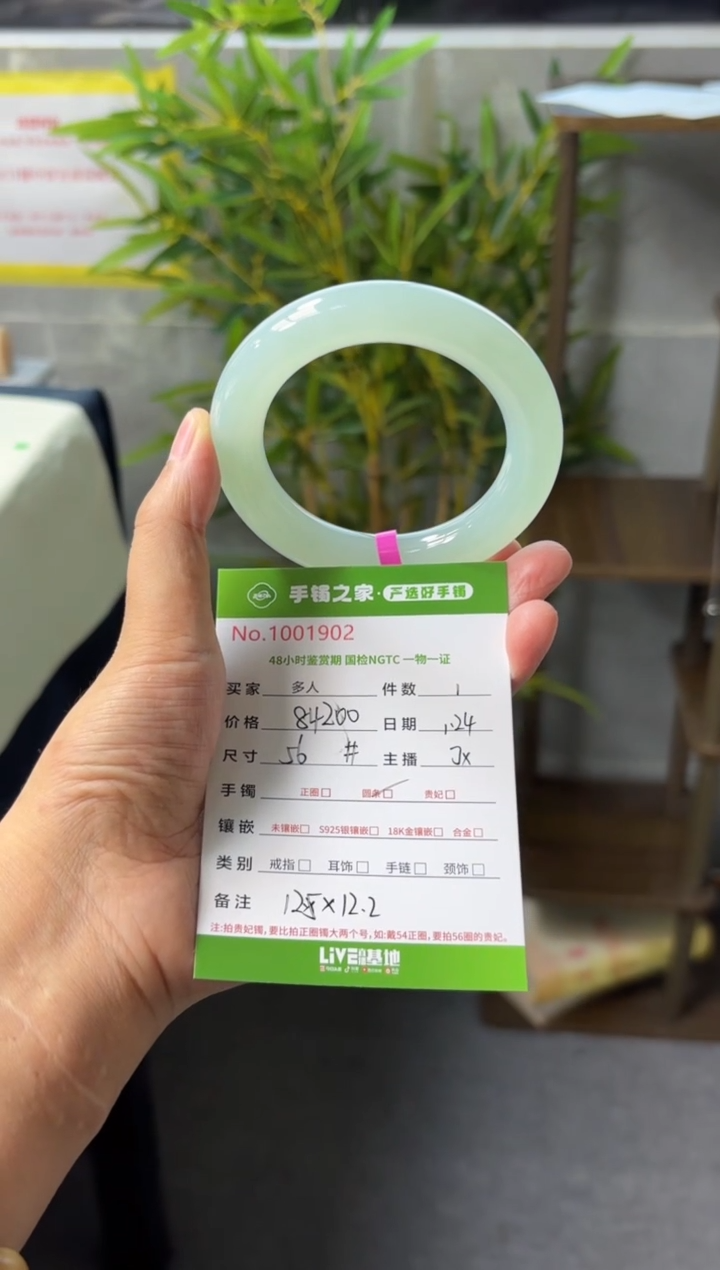 手镯之家·严选好手镯
No.1001902
48小时鉴赏期 国检NGTC 一物一证
买家 多人 件数 1
价格 84200 日期 1.24
尺寸 56 # 主播
手镯 正圈□ 圆条□ 贵妃□
镶嵌 未镶嵌□ S925银镶嵌□ 18K金镶嵌□ 合金□
类别 戒指□ 耳饰□ 手链□ 颈饰□
备注 12.5×12.2
注:拍贵妃镯,要比拍正圈镯大两个号,如:戴54正圈,要拍56圈的贵妃。
LiVE 基地